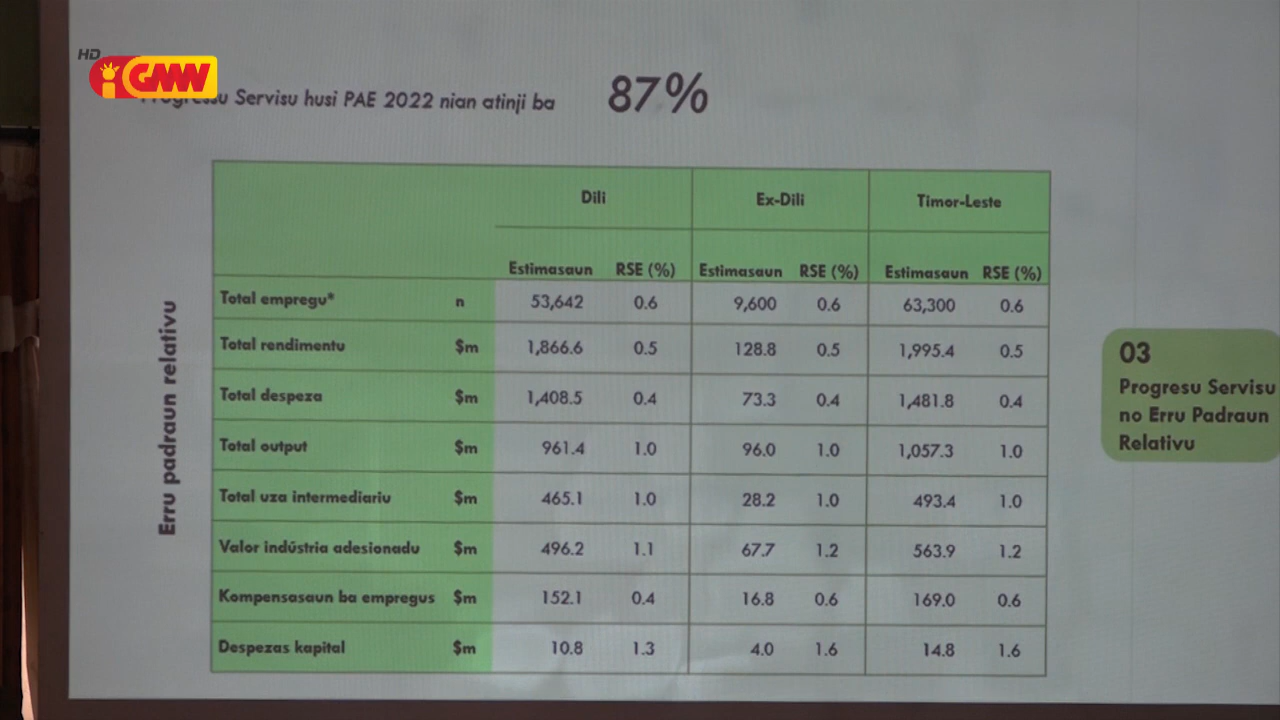 HD
GMW
Servisu husi PAE 2022 nian atinji ba 87%
Dili Ex-Dili Timor-Leste
Estimasaun RSE (%) Estimasaun RSE (%) Estimasaun RSE (%)
Erru padraun relativu
Total empregu* n 53,642 0.6 9,600 0.6 63,300 0.6
Total rendimentu $m 1,866.6 0.5 128.8 0.5 1,995.4 0.5
Total despeza $m 1,408.5 0.4 73.3 0.4 1,481.8 0.4
Total output $m 961.4 1.0 96.0 1.0 1,057.3 1.0
Total uza intermediariu $m 465.1 1.0 28.2 1.0 493.4 1.0
Valor indústria adesionadu $m 496.2 1.1 67.7 1.2 563.9 1.2
Kompensasaun ba empregus $m 152.1 0.4 16.8 0.6 169.0 0.6
Despezas kapital $m 10.8 1.3 4.0 1.6 14.8 1.6
03
Progresu Servisu
no Erru Padraun
Relativu